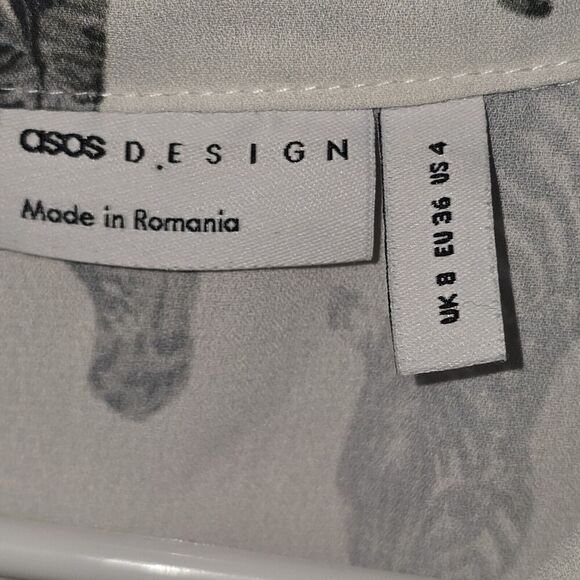 asos DESIGN
Made in Romania
UK 8 EU 36 US 4